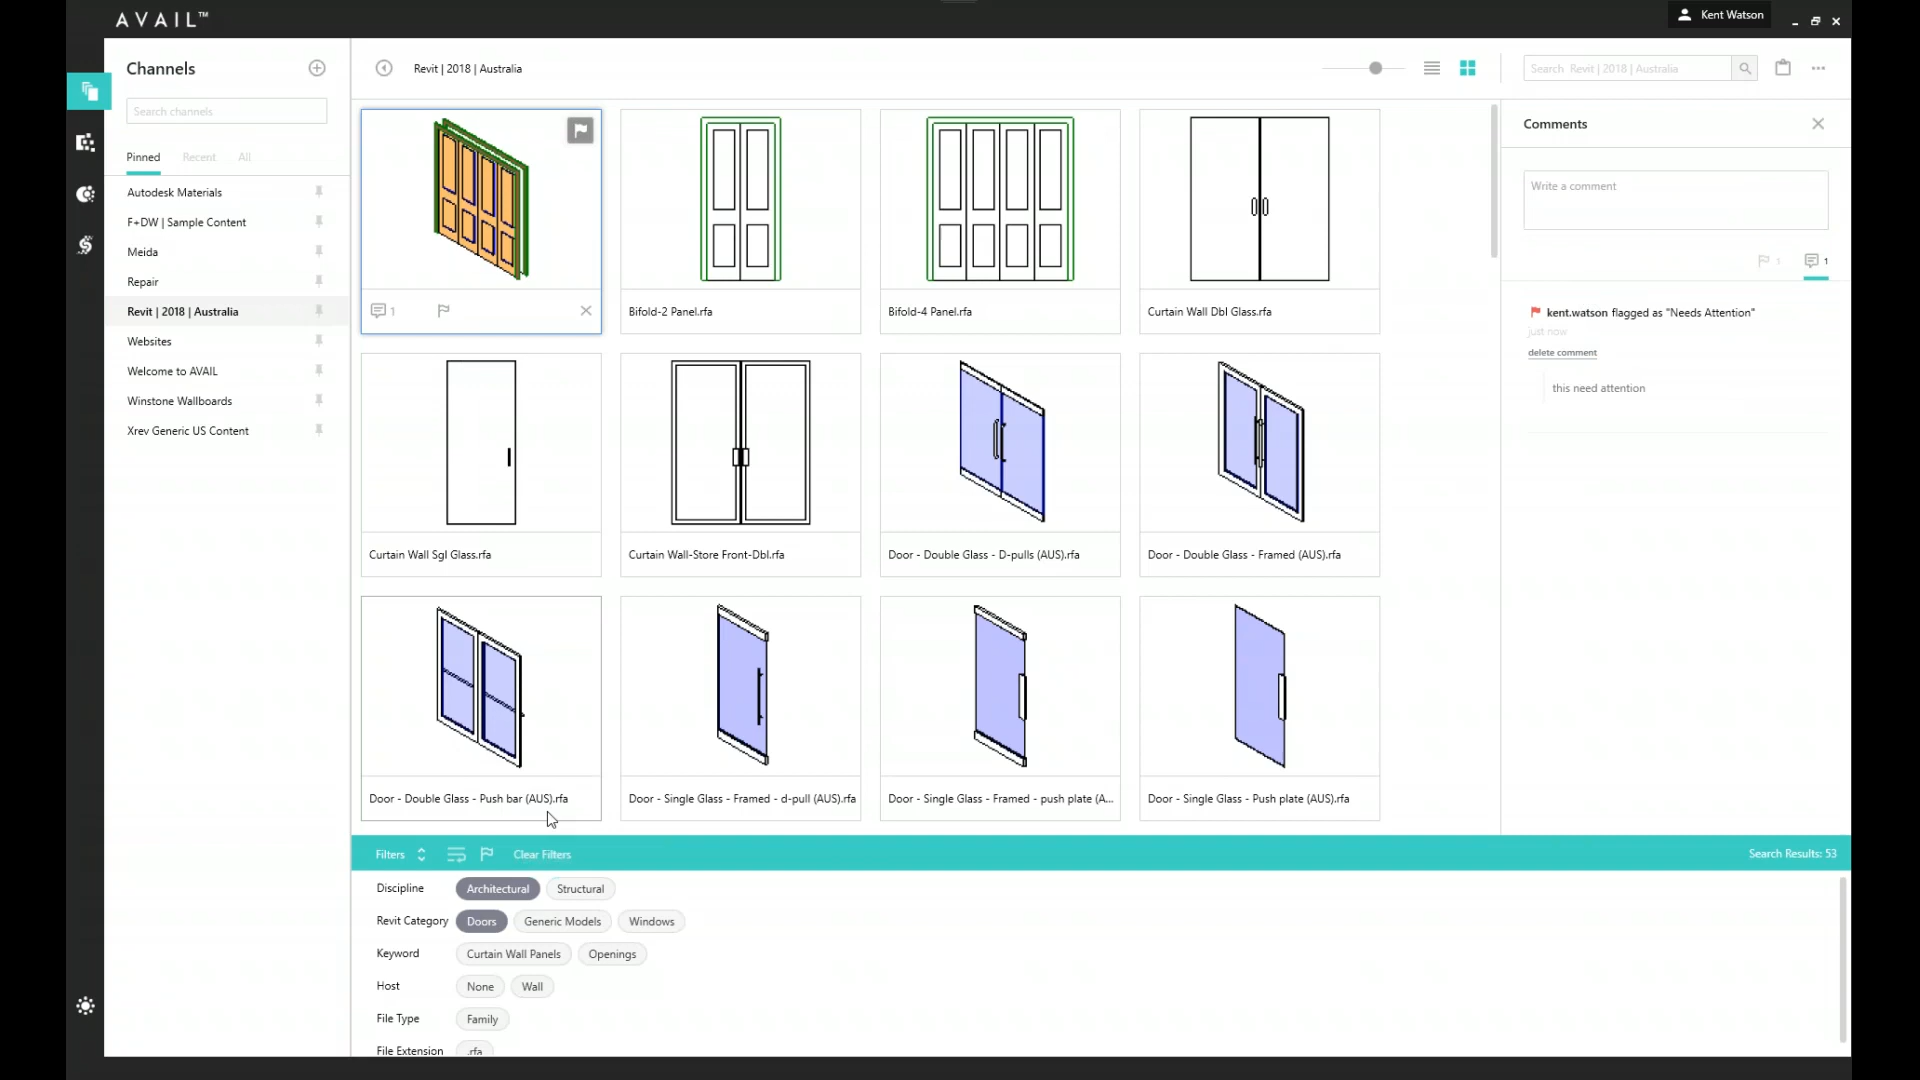 AVAIL™
Kent Watson
Channels
Search channels
Pinned
Recent
All
Autodesk Materials
F+DW | Sample Content
Meida
Repair
Revit | 2018 | Australia
Websites
Welcome to AVAIL
Winstone Wallboards
Xrev Generic US Content
Revit | 2018 | Australia
Search Revit | 2018 | Australia
1
Bifold-2 Panel.rfa
Bifold-4 Panel.rfa
Curtain Wall Dbl Glass.rfa
Curtain Wall Sgl Glass.rfa
Curtain Wall-Store Front-Dbl.rfa
Door - Double Glass - D-pulls (AUS).rfa
Door - Double Glass - Framed (AUS).rfa
Door - Double Glass - Push bar (AUS).rfa
Door - Single Glass - Framed - d-pull (AUS).rfa
Door - Single Glass - Framed - push plate (A...
Door - Single Glass - Push plate (AUS).rfa
Comments
Write a comment
1
1
kent.watson flagged as "Needs Attention"
just now
delete comment
this need attention
Filters
Clear Filters
Search Results: 53
Discipline
Architectural
Structural
Revit Category
Doors
Generic Models
Windows
Keyword
Curtain Wall Panels
Openings
Host
None
Wall
File Type
Family
File Extension
.rfa